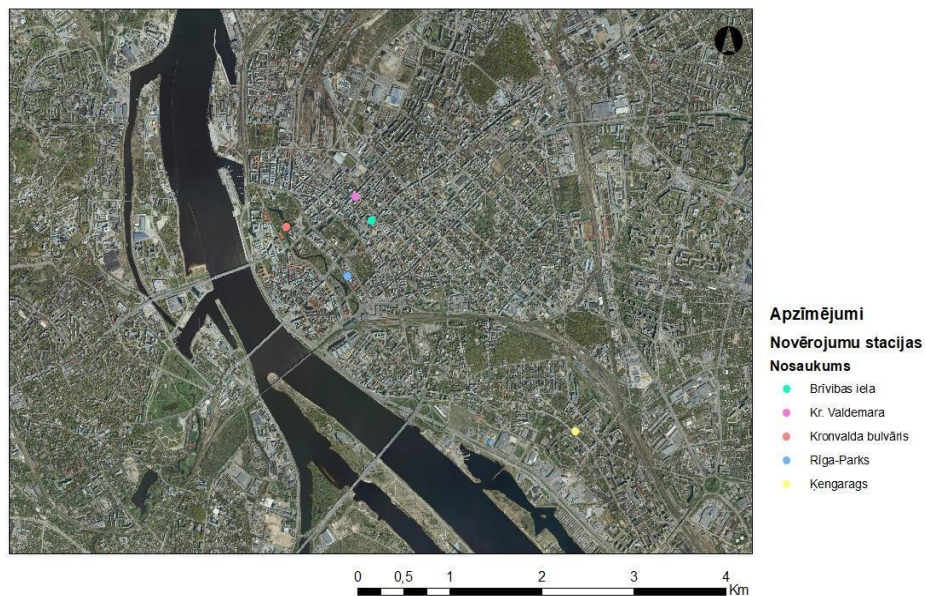 Apzīmējumi
Novērojumu stacijas
Nosaukums
Brīvības iela
Kr. Valdemara
Kronvalda bulvāris
Rīga-Parks
Ķengarags
0 0,5 1 2 3 4
Km